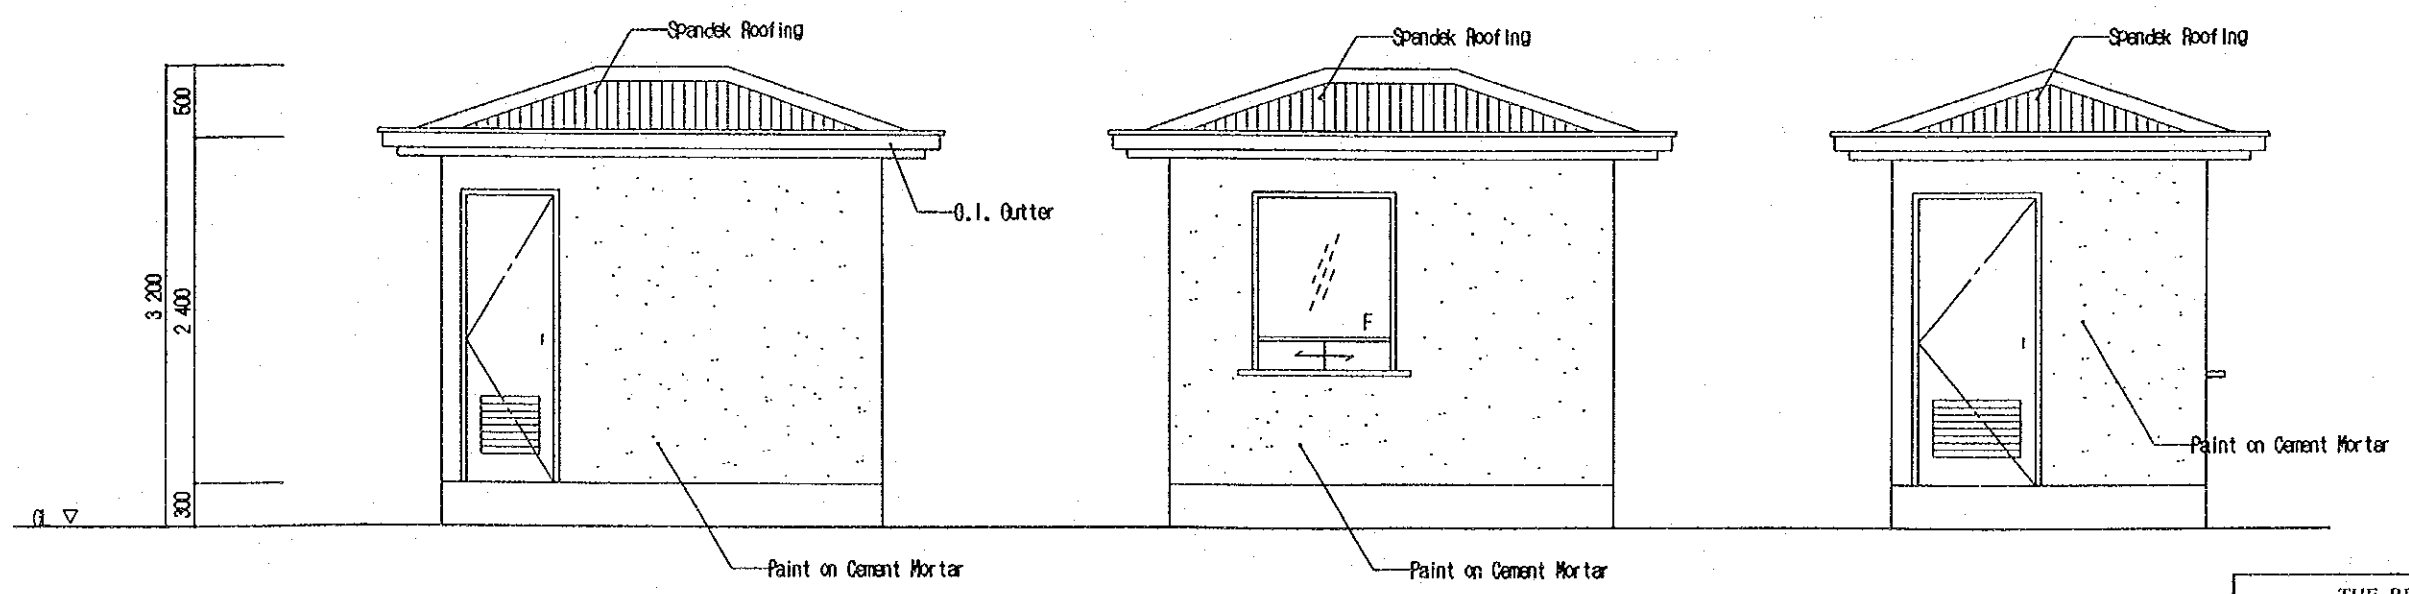 Spandek Roofing
Spandek Roofing
Spandek Roofing
500
G.I. Gutter
3 200
2 400
F
Paint on Cement Mortar
300
GL
Paint on Cement Mortar
Paint on Cement Mortar